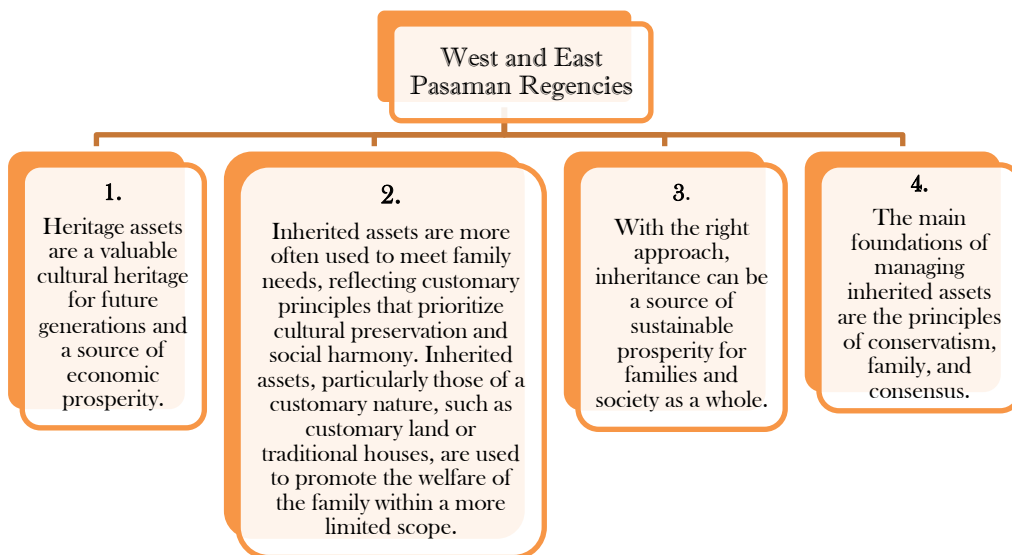 West and East
Pasaman Regencies
1.
Heritage assets
are a valuable
cultural heritage
for future
generations and
a source of
economic
prosperity.
2.
Inherited assets are more
often used to meet family
needs, reflecting customary
principles that prioritize
cultural preservation and
social harmony. Inherited
assets, particularly those of a
customary nature, such as
customary land or
traditional houses, are used
to promote the welfare of
the family within a more
limited scope.
3.
With the right
approach,
inheritance can be
a source of
sustainable
prosperity for
families and
society as a whole.
4.
The main
foundations of
managing
inherited assets
are the principles
of conservatism,
family, and
consensus.